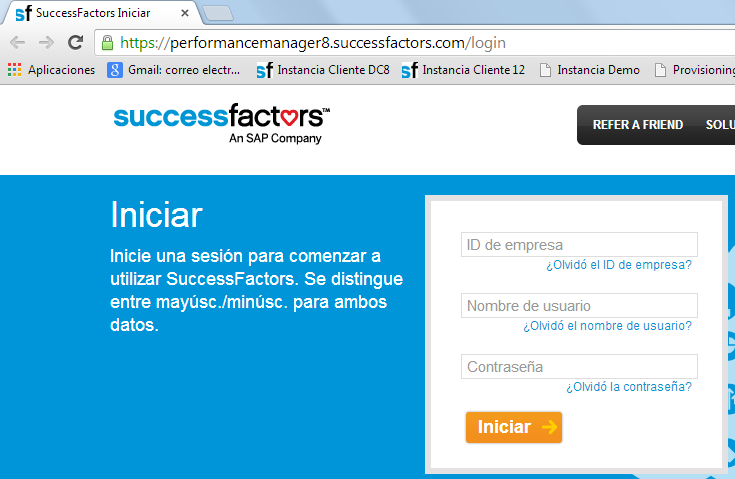 SuccessFactors Iniciar
https://performancemanager8.successfactors.com/login
Aplicaciones
Gmail: correo electr...
Instancia Cliente DC8
Instancia Cliente 12
Instancia Demo
Provisioning
successfactors™
An SAP Company
REFER A FRIEND
SOLU
Iniciar
Inicie una sesión para comenzar a
utilizar SuccessFactors. Se distingue
entre mayúsc./minúsc. para ambos
datos.
ID de empresa
¿Olvidó el ID de empresa?
Nombre de usuario
¿Olvidó el nombre de usuario?
Contraseña
¿Olvidó la contraseña?
Iniciar